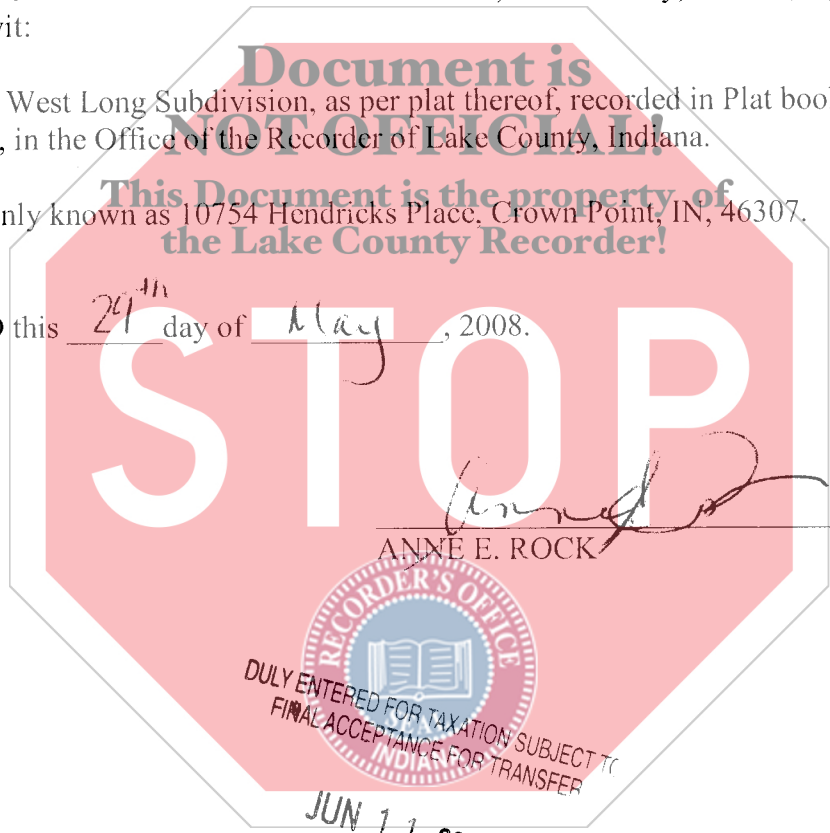 vit:
Document is
West Long Subdivision, as per plat thereof, recorded in Plat boo
NOT OFFICIAL!
, in the Office of the Recorder of Lake County, Indiana.
This Document is the property of
nly known as 10754 Hendricks Place, Crown Point, IN, 46307.
the Lake County Recorder!
this 29th day of May, 2008.
STOP
ANNE E. ROCK
RECORDER'S OFFICE
SEAL
INDIANA
DULY ENTERED FOR TAXATION SUBJECT TO
FINAL ACCEPTANCE FOR TRANSFER
JUN 11